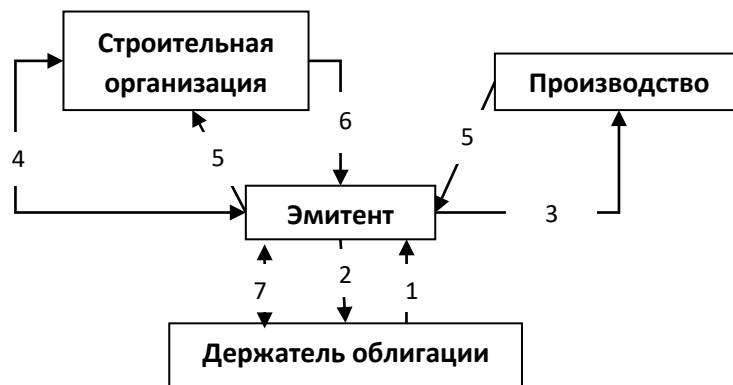 Строительная
организация
Производство
6
4
5
5
Эмитент
3
7
2
1
Держатель облигации